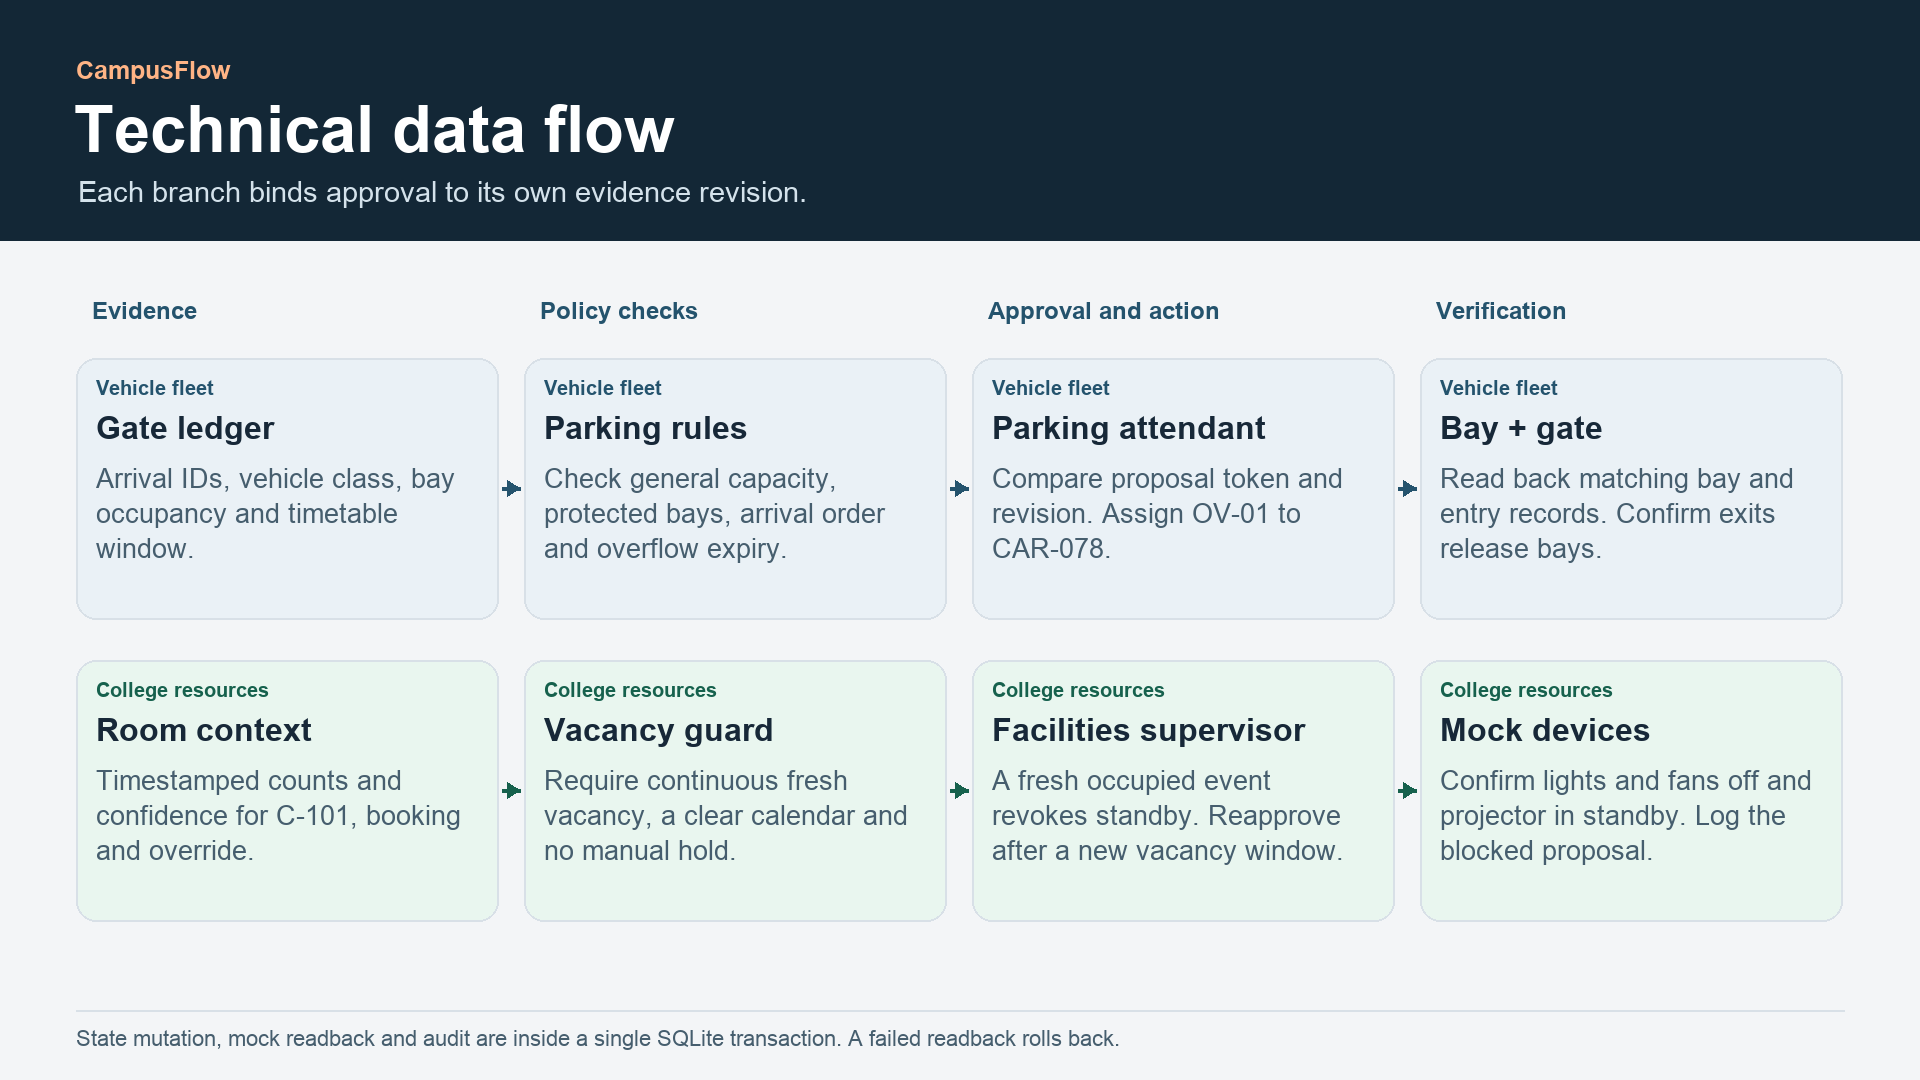 CampusFlow
Technical data flow
Each branch binds approval to its own evidence revision.
Evidence
Policy checks
Approval and action
Verification
Vehicle fleet
Gate ledger
Arrival IDs, vehicle class, bay
occupancy and timetable
window.
Vehicle fleet
Parking rules
Check general capacity,
protected bays, arrival order
and overflow expiry.
Vehicle fleet
Parking attendant
Compare proposal token and
revision. Assign OV-01 to
CAR-078.
Vehicle fleet
Bay + gate
Read back matching bay and
entry records. Confirm exits
release bays.
College resources
Room context
Timestamped counts and
confidence for C-101, booking
and override.
College resources
Vacancy guard
Require continuous fresh
vacancy, a clear calendar and
no manual hold.
College resources
Facilities supervisor
A fresh occupied event
revokes standby. Reapprove
after a new vacancy window.
College resources
Mock devices
Confirm lights and fans off and
projector in standby. Log the
blocked proposal.
State mutation, mock readback and audit are inside a single SQLite transaction. A failed readback rolls back.